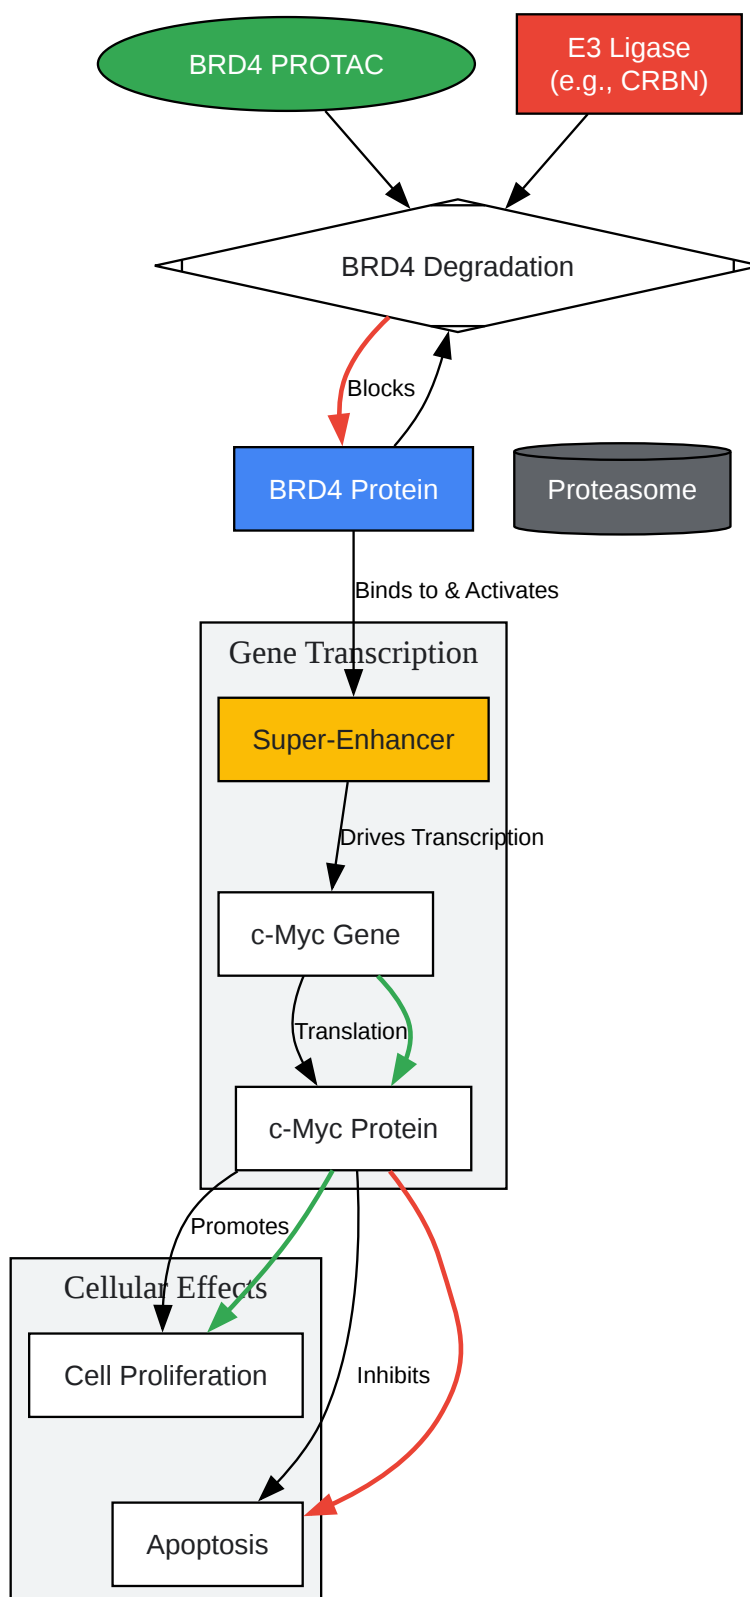 BRD4 PROTAC
E3 Ligase
(e.g., CRBN)
BRD4 Degradation
Blocks
BRD4 Protein
Proteasome
Binds to & Activates
Gene Transcription
Super-Enhancer
Drives Transcription
c-Myc Gene
Translation
c-Myc Protein
Promotes
Cellular Effects
Cell Proliferation
Inhibits
Apoptosis